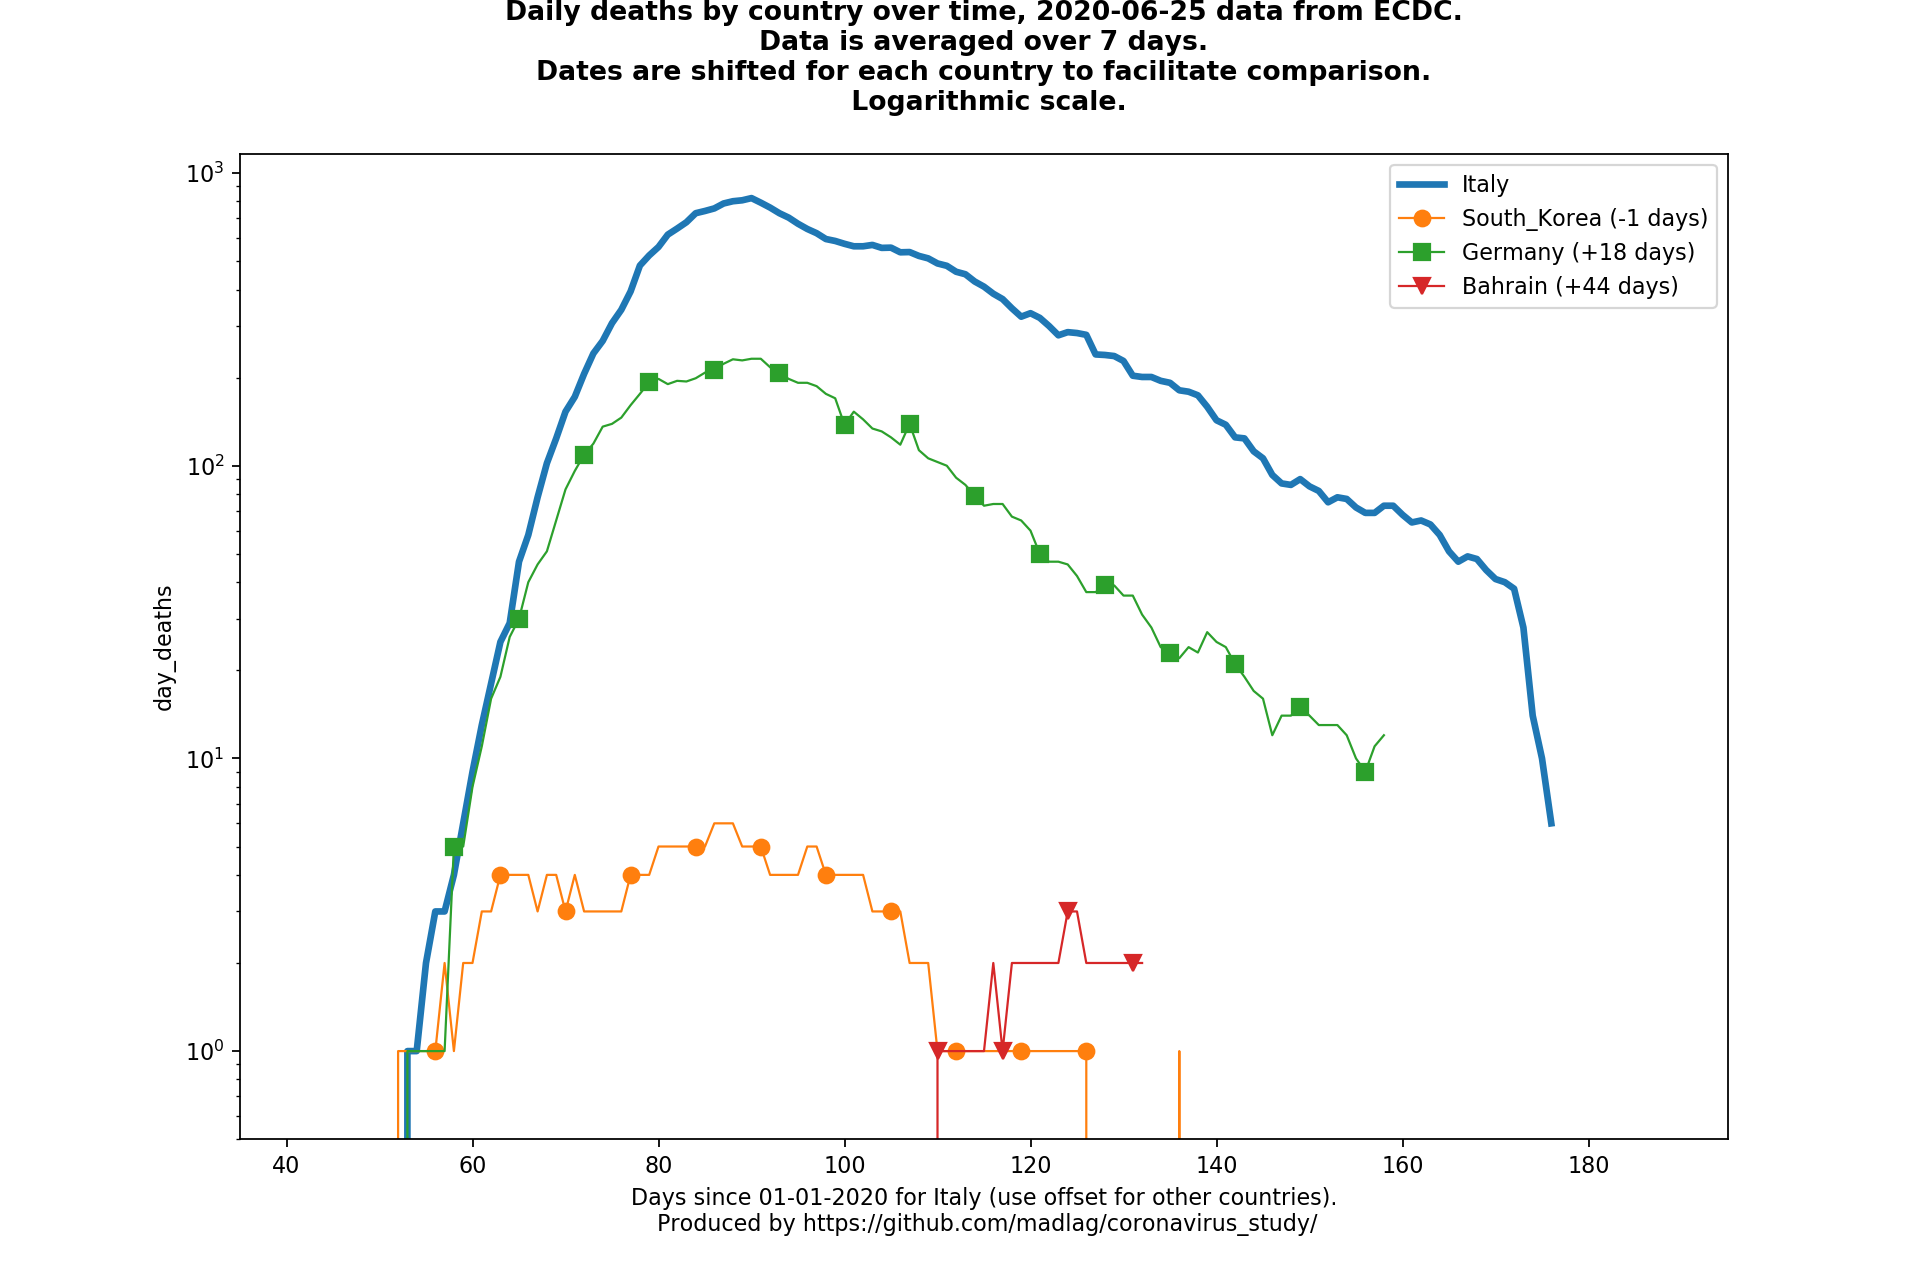 Daily deaths by country over time, 2020-06-25 data from ECDC.
Data is averaged over 7 days.
Dates are shifted for each country to facilitate comparison.
Logarithmic scale.
10³
10²
10¹
10⁰
day_deaths
Italy
South_Korea (-1 days)
Germany (+18 days)
Bahrain (+44 days)
40 60 80 100 120 140 160 180
Days since 01-01-2020 for Italy (use offset for other countries).
Produced by https://github.com/madlag/coronavirus_study/